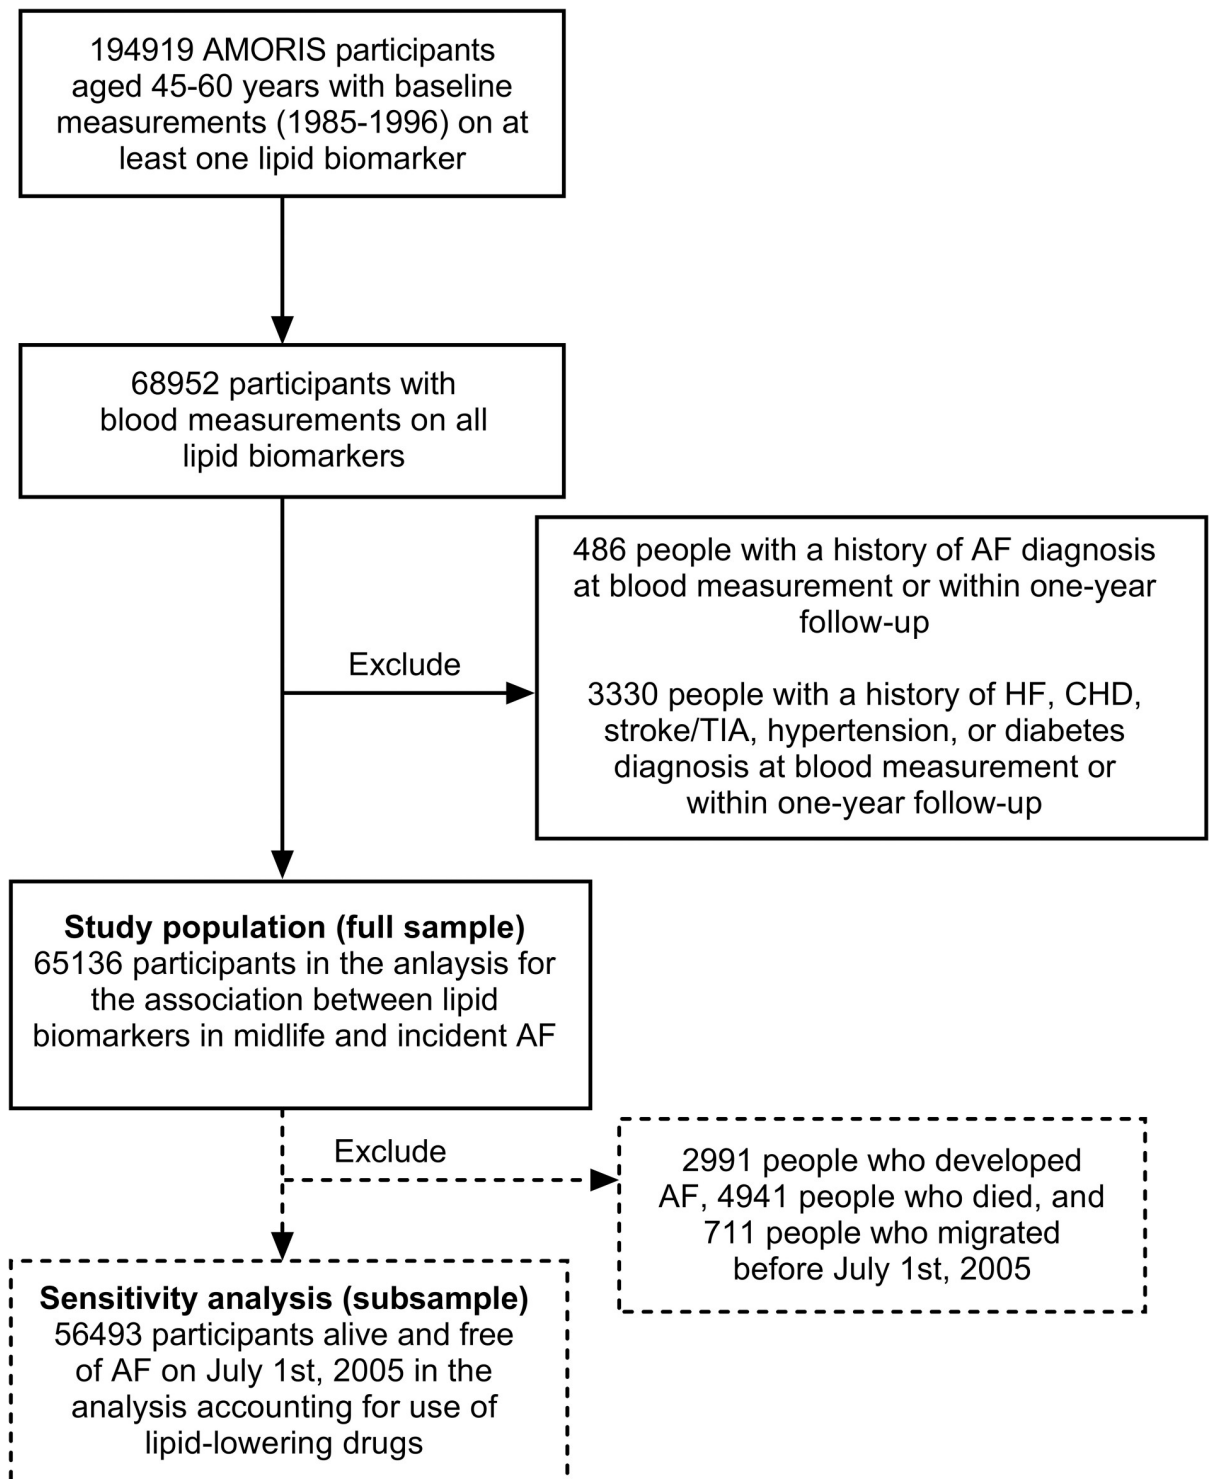 194919 AMORIS participants
aged 45-60 years with baseline
measurements (1985-1996) on at
least one lipid biomarker
68952 participants with
blood measurements on all
lipid biomarkers
486 people with a history of AF diagnosis
at blood measurement or within one-year
follow-up
Exclude
3330 people with a history of HF, CHD,
stroke/TIA, hypertension, or diabetes
diagnosis at blood measurement or
within one-year follow-up
Study population (full sample)
65136 participants in the anlaysis for
the association between lipid
biomarkers in midlife and incident AF
Exclude
2991 people who developed
AF, 4941 people who died, and
711 people who migrated
before July 1st, 2005
Sensitivity analysis (subsample)
56493 participants alive and free
of AF on July 1st, 2005 in the
analysis accounting for use of
lipid-lowering drugs